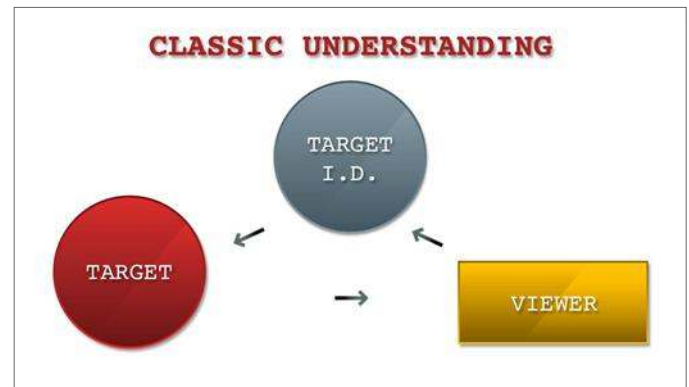 CLASSIC UNDERSTANDING
TARGET
I.D.
TARGET
VIEWER